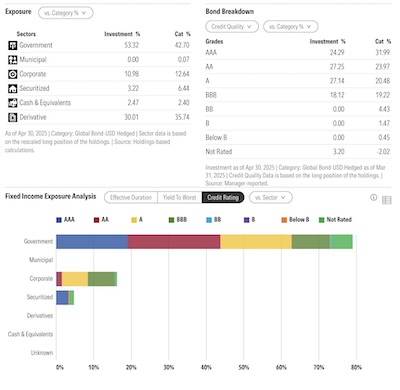 Exposure
vs. Category %
Sectors Investment % Cat %
Government 53.32 42.70
Municipal 0.00 0.07
Corporate 10.98 12.64
Securitized 3.22 6.44
Cash & Equivalents 2.47 2.40
Derivative 30.01 35.74
As of Apr 30, 2025 | Category: Global Bond-USD Hedged | Sector data is based
on the rescaled long position of the holdings. | Source: Holdings-based
calculations.
Bond Breakdown
Credit Quality vs. Category %
Grades Investment % Cat %
AAA 24.29 31.99
AA 27.25 23.97
A 27.14 20.48
BBB 18.12 19.22
BB 0.00 4.43
B 0.00 1.47
Below B 0.00 0.45
Not Rated 3.20 -2.02
Investment as of Apr 30, 2025 | Category: Global Bond-USD Hedged as of Mar
31, 2025 | Credit Quality Data is based on the long position of the holdings. |
Source: Manager-reported.
Fixed Income Exposure Analysis
Effective Duration Yield To Worst Credit Rating vs. Sector
AAA AA A BBB BB B Below B Not Rated
Government
Municipal
Corporate
Securitized
Derivatives
Cash & Equivalents
Unknown
0% 10% 20% 30% 40% 50% 60% 70% 80%